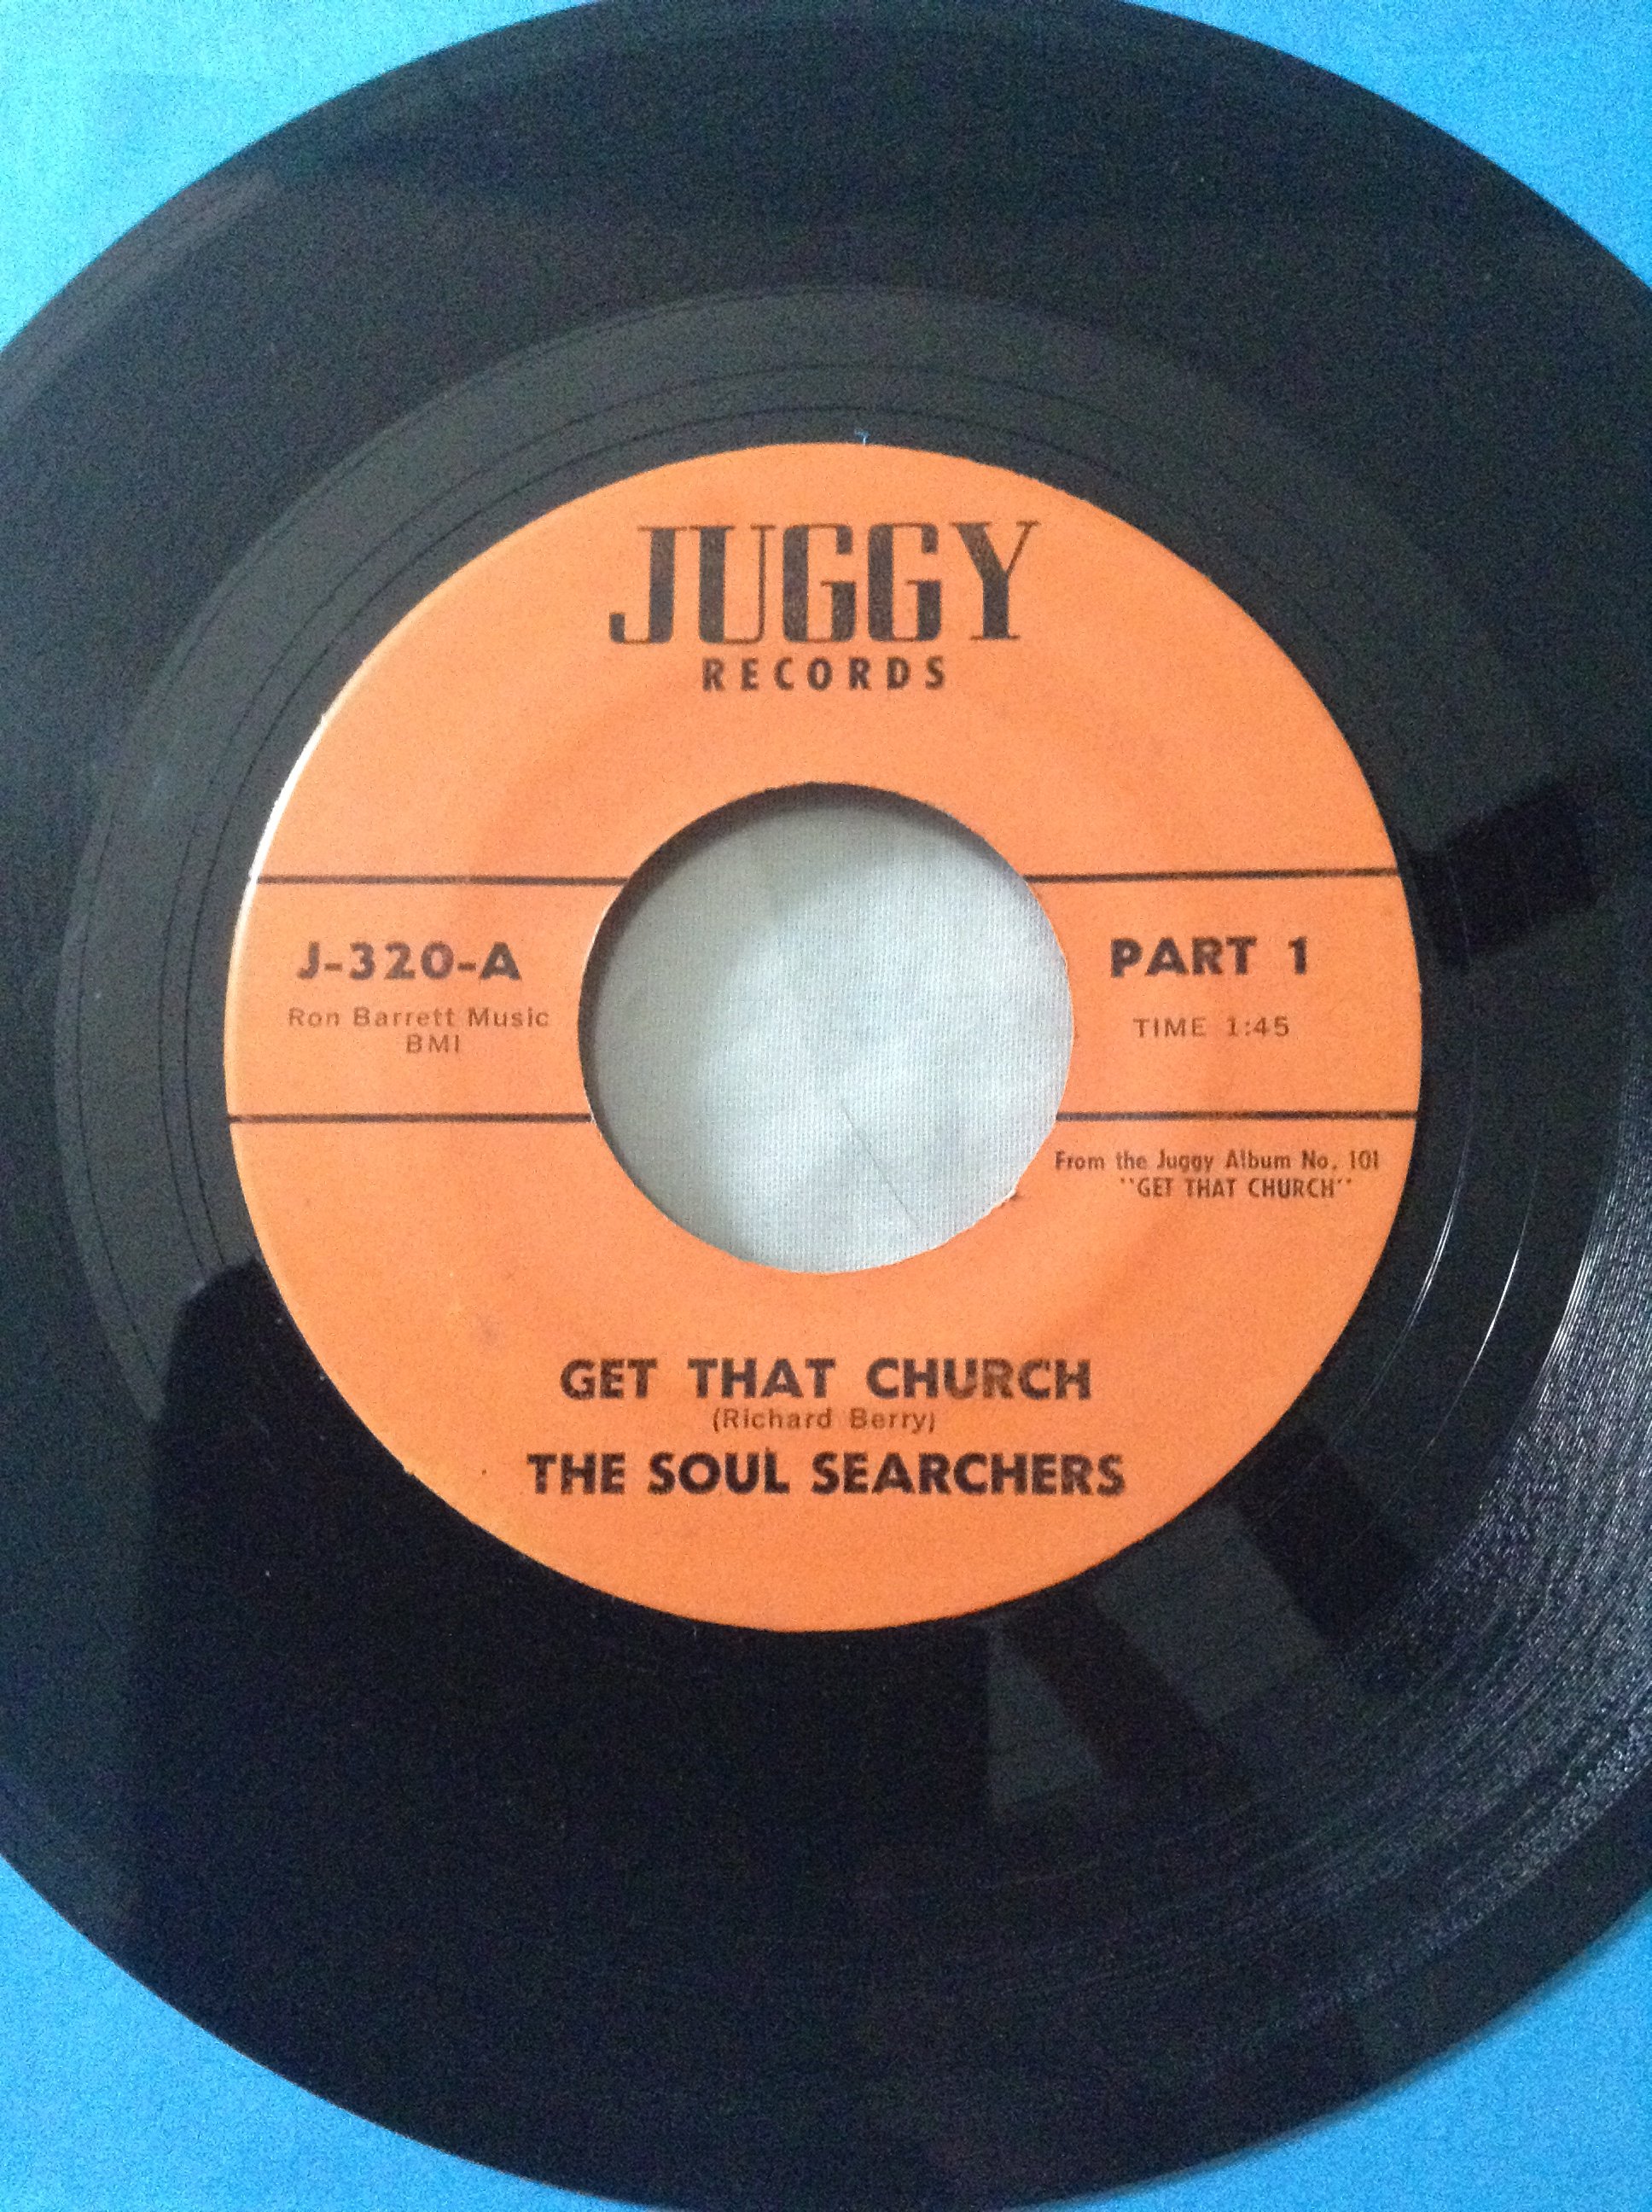 JUGGY
RECORDS
J-320-A
Ron Barrett Music
BMI
PART 1
TIME 1:45
From the Juggy Album No. 101
"GET THAT CHURCH"
GET THAT CHURCH
(Richard Berry)
THE SOUL SEARCHERS